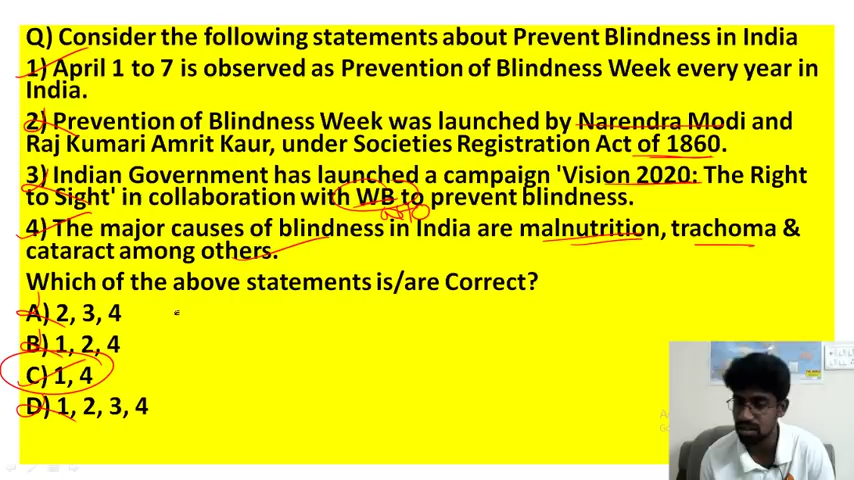 Q) Consider the following statements about Prevent Blindness in India
1) April 1 to 7 is observed as Prevention of Blindness Week every year in
India.
2) Prevention of Blindness Week was launched by Narendra Modi and
Raj Kumari Amrit Kaur, under Societies Registration Act of 1860.
3) Indian Government has launched a campaign 'Vision 2020: The Right
to Sight' in collaboration with WB to prevent blindness.
WHO
4) The major causes of blindness in India are malnutrition, trachoma &
cataract among others.
Which of the above statements is/are Correct?
A) 2, 3, 4
B) 1, 2, 4
C) 1, 4
D) 1, 2, 3, 4